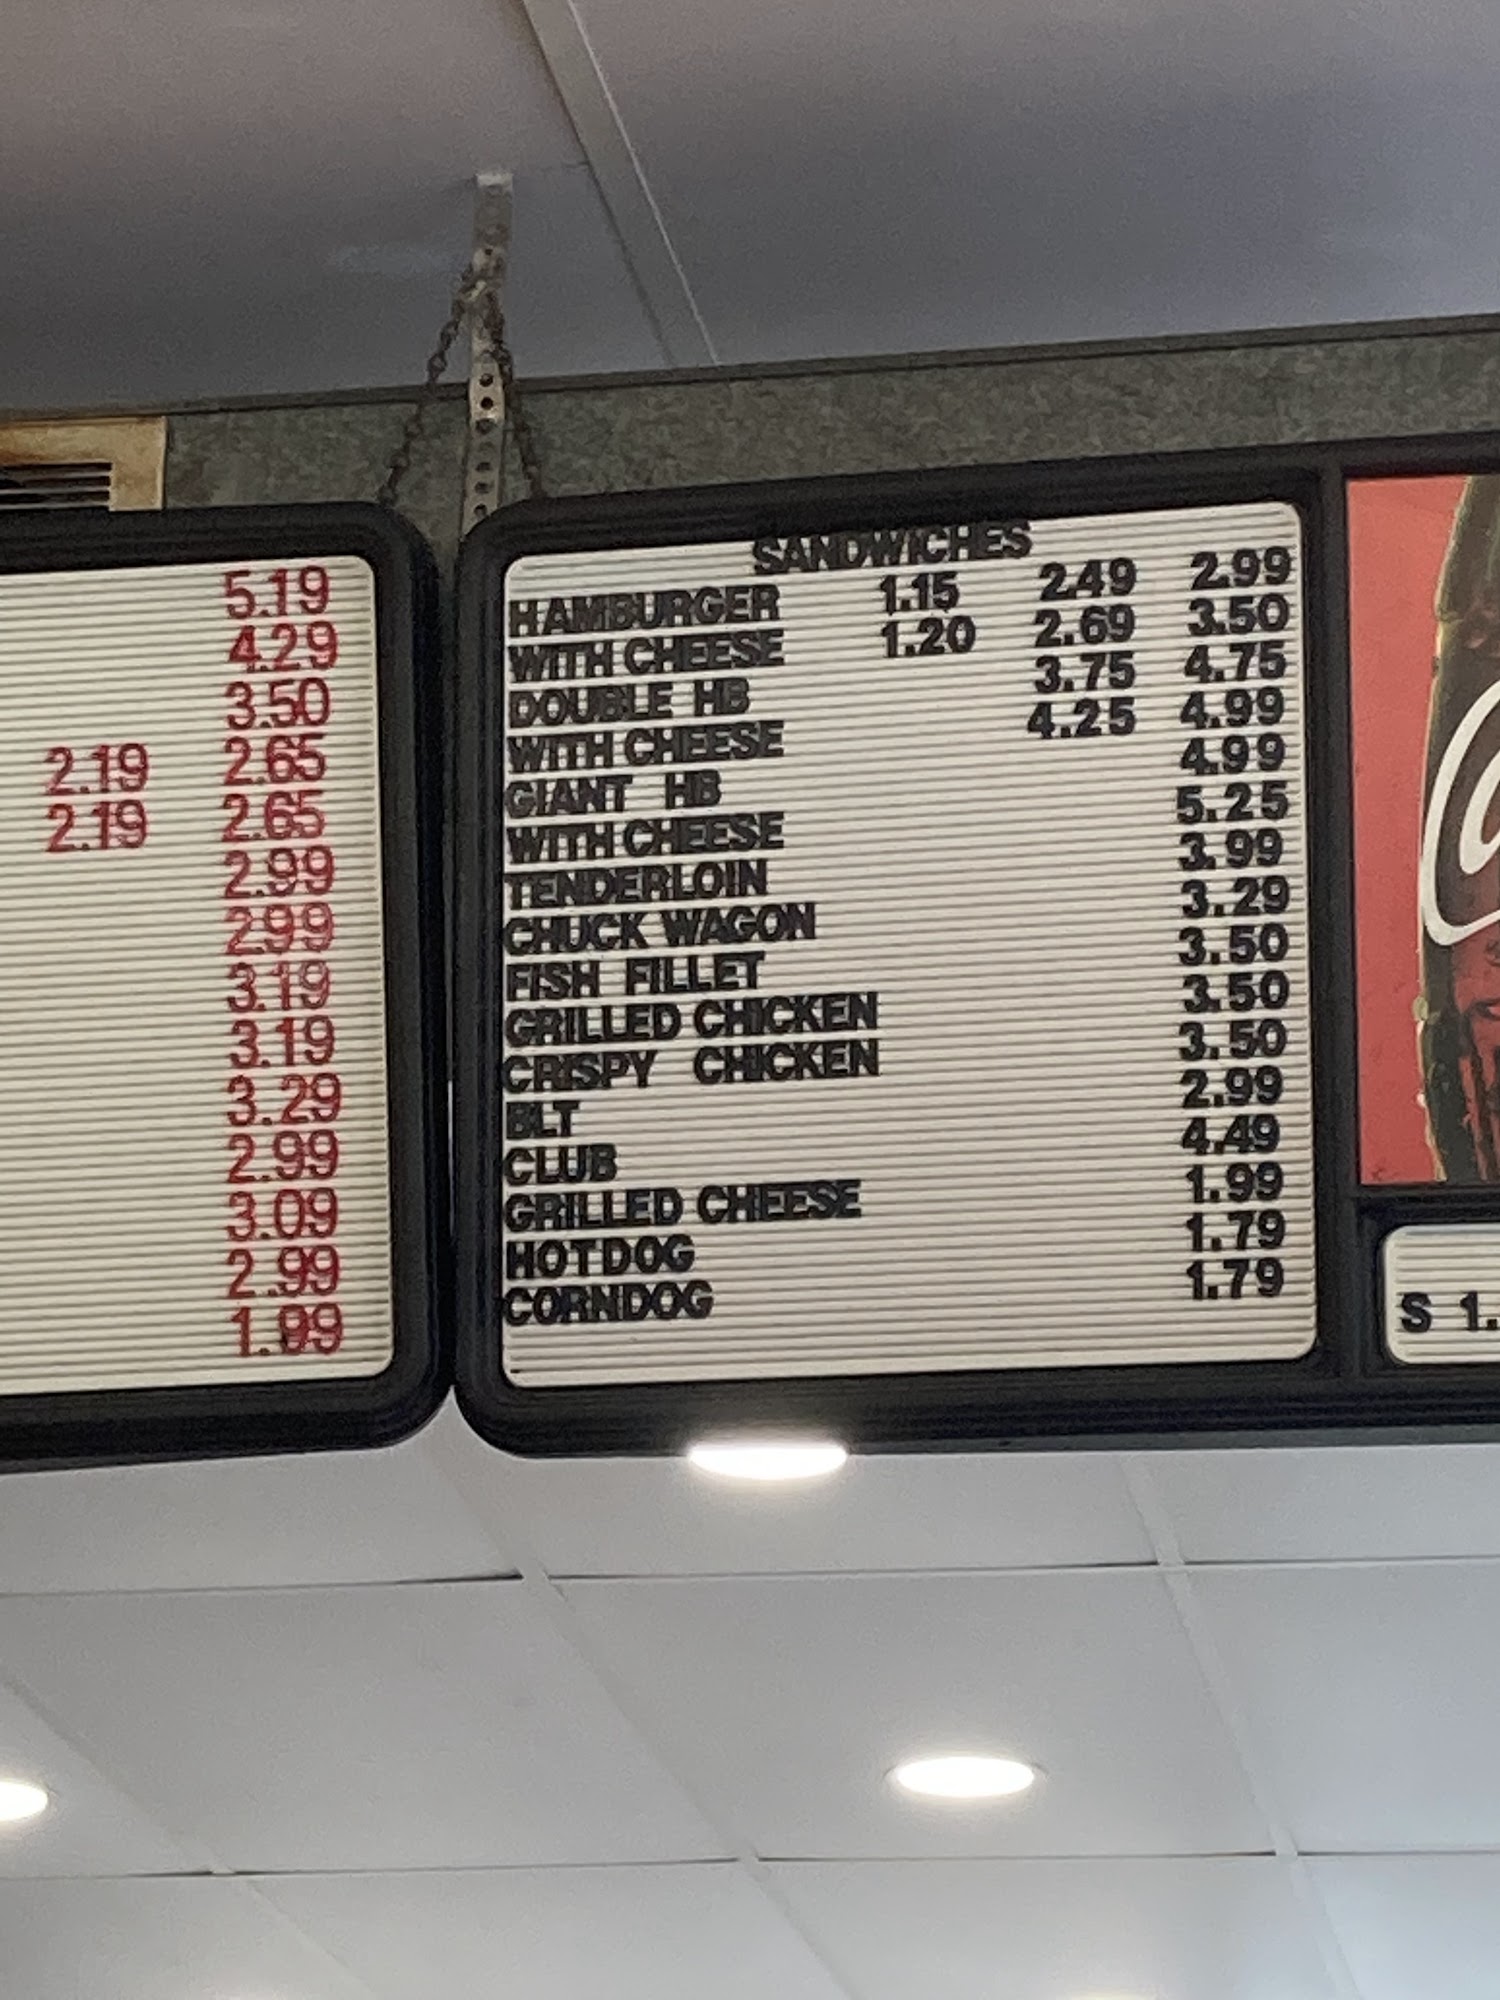 5.19
4.29
3.50
2.19 2.65
2.19 2.65
2.99
2.99
3.19
3.19
3.29
2.99
3.09
2.99
1.99
SANDWICHES
HAMBURGER 1.15 2.49 2.99
WITH CHEESE 1.20 2.69 3.50
DOUBLE HB 3.75 4.75
WITH CHEESE 4.25 4.99
GIANT HB 4.99
WITH CHEESE 5.25
TENDERLOIN 3.99
CHUCK WAGON 3.29
FISH FILLET 3.50
GRILLED CHICKEN 3.50
CRISPY CHICKEN 3.50
BLT 2.99
CLUB 4.49
GRILLED CHEESE 1.99
HOTDOG 1.79
CORNDOG 1.79
S 1.